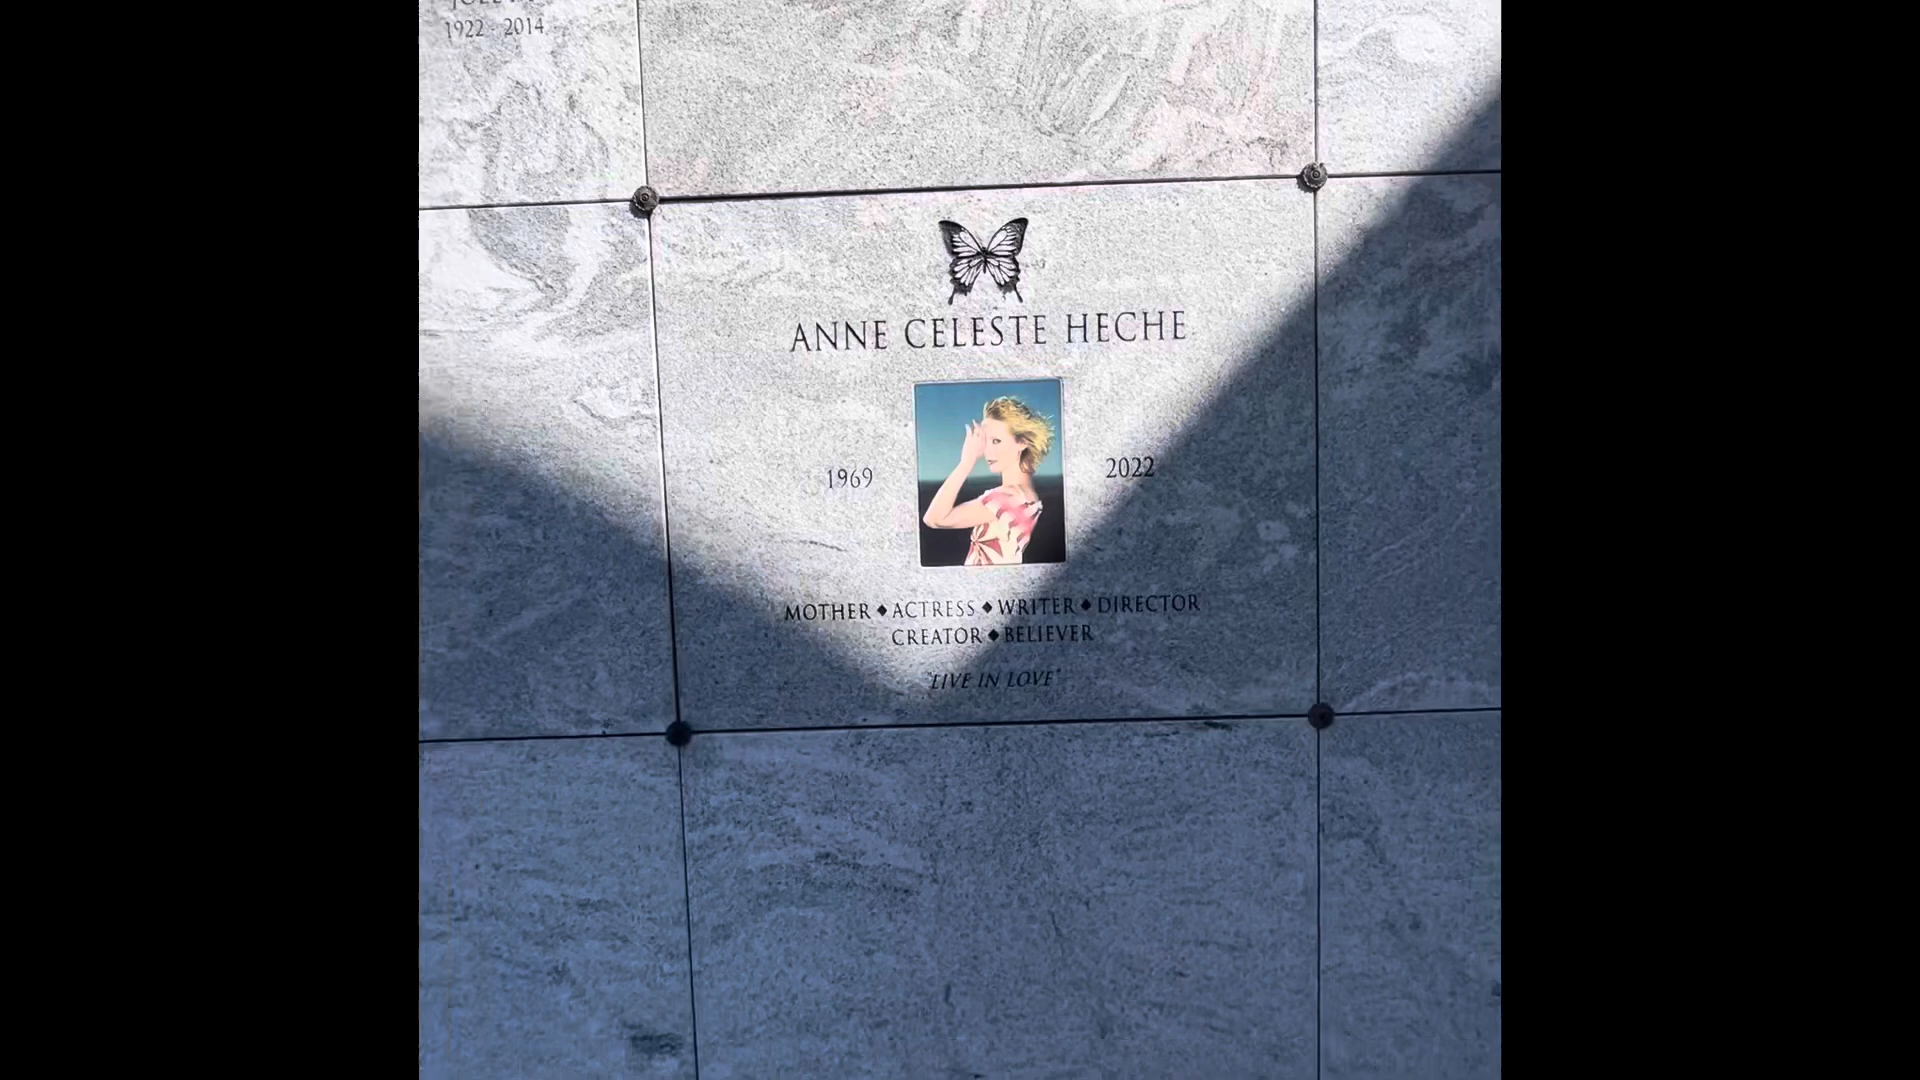 1922 - 2014
ANNE CELESTE HECHE
1969
2022
MOTHER ◆ ACTRESS ◆ WRITER ◆ DIRECTOR
CREATOR ◆ BELIEVER
"LIVE IN LOVE"